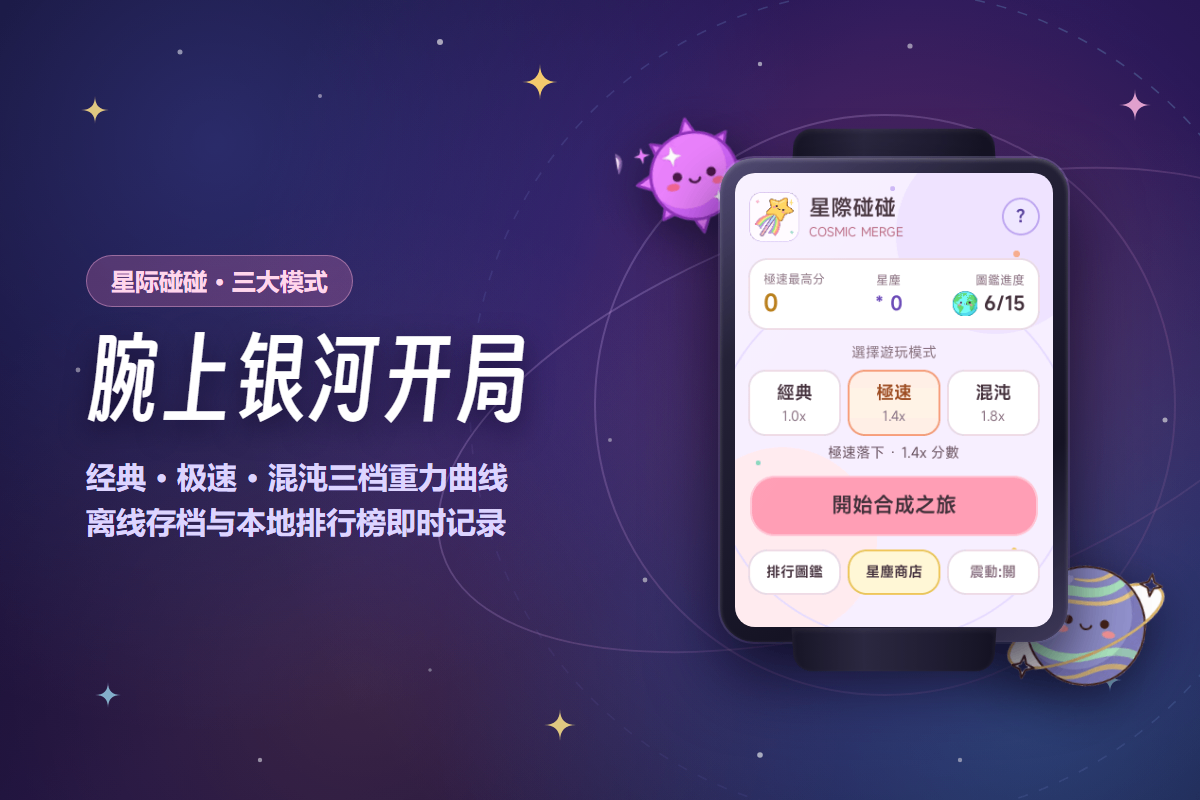 星际碰碰 • 三大模式
腕上银河开局
经典 • 极速 • 混沌三档重力曲线
离线存档与本地排行榜即时记录
星際碰碰
COSMIC MERGE
?
極速最高分 星塵 圖鑑進度
0 * 0 6/15
選擇遊玩模式
經典 極速 混沌
1.0x 1.4x 1.8x
極速落下 · 1.4x 分數
開始合成之旅
排行圖鑑 星塵商店 震動:關